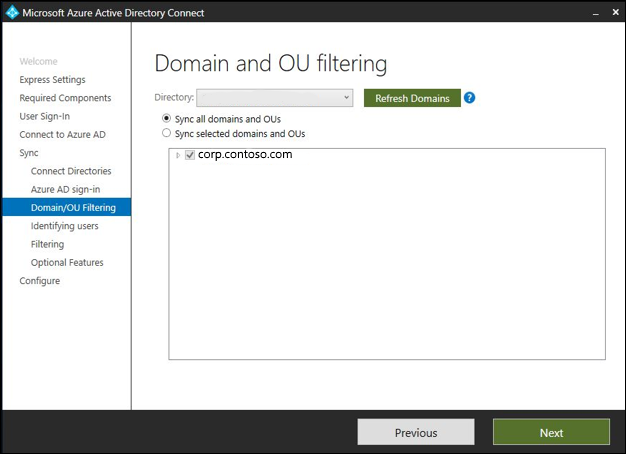 Microsoft Azure Active Directory Connect
Welcome
Express Settings
Required Components
User Sign-In
Connect to Azure AD
Sync
Connect Directories
Azure AD sign-in
Domain/OU Filtering
Identifying users
Filtering
Optional Features
Configure
Domain and OU filtering
Directory:
Refresh Domains
?
Sync all domains and OUs
Sync selected domains and OUs
corp.contoso.com
Previous
Next